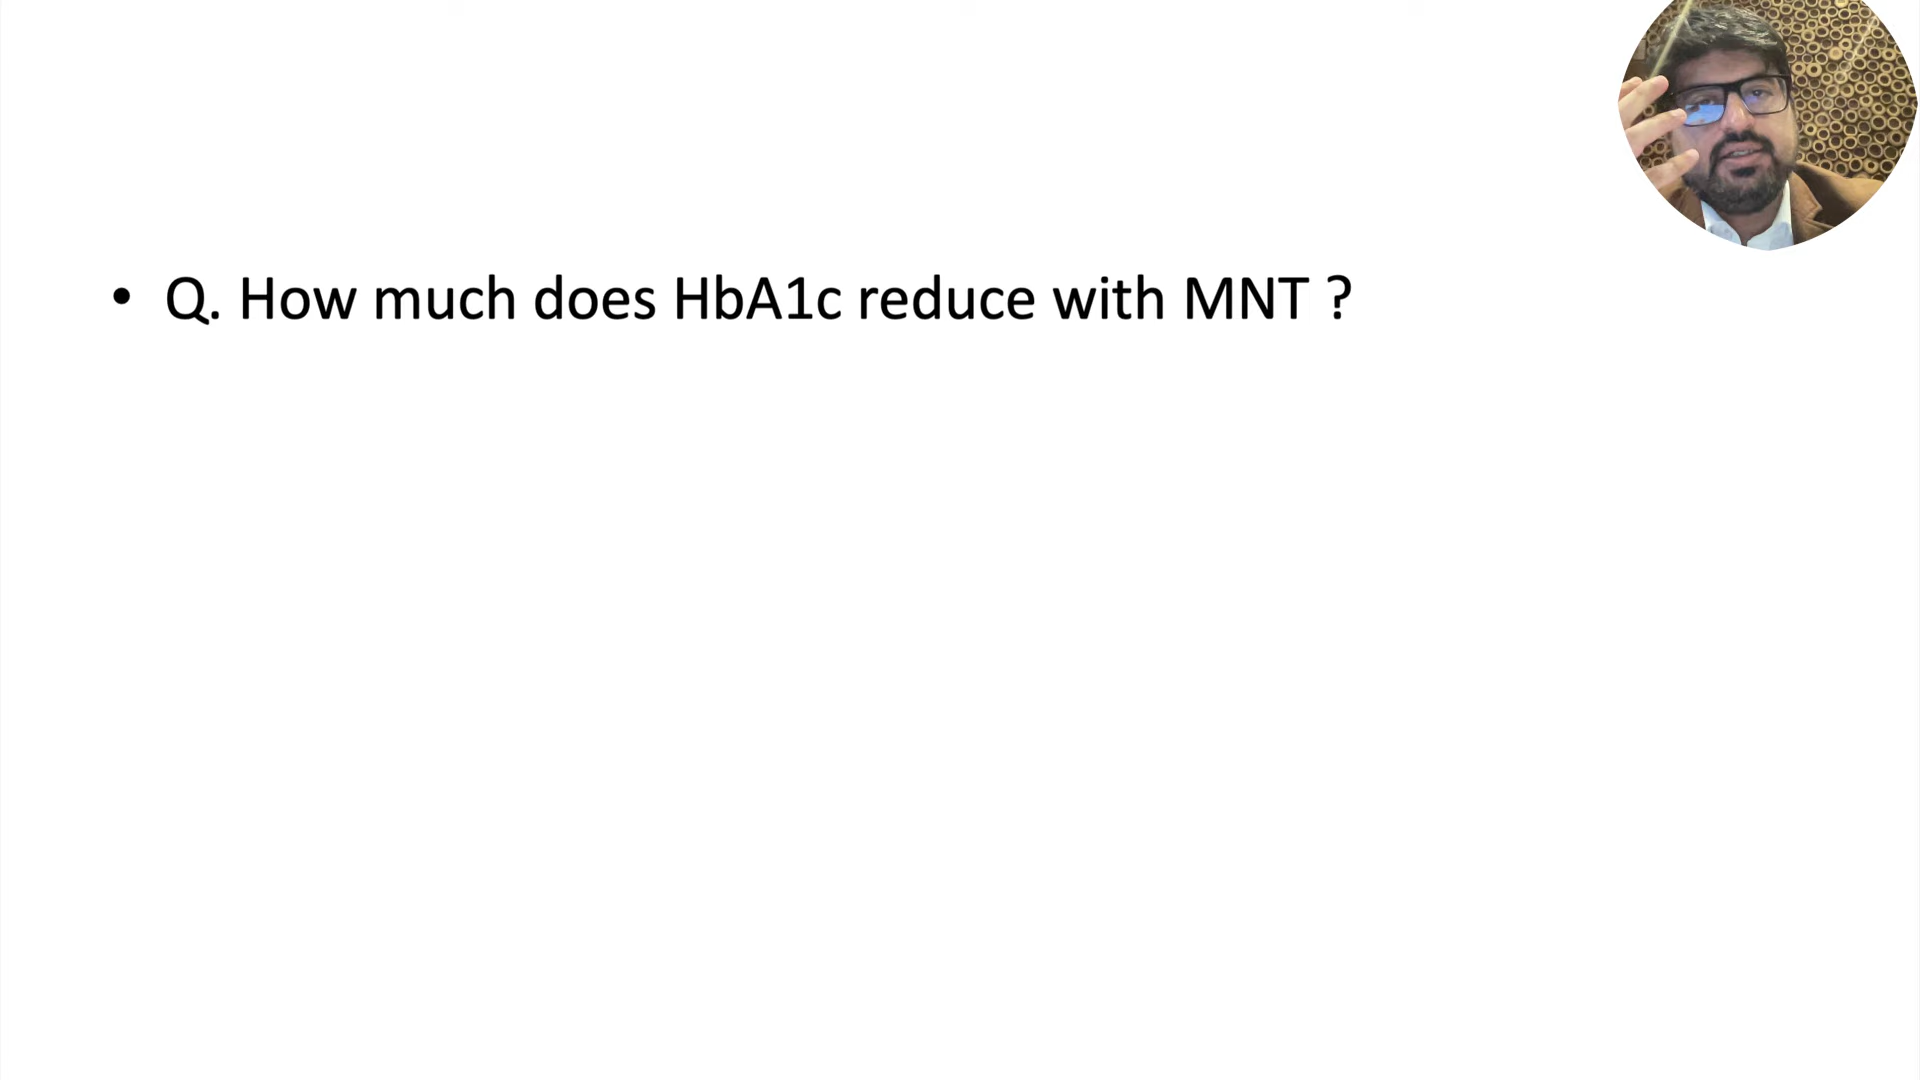 • Q. How much does HbA1c reduce with MNT ?